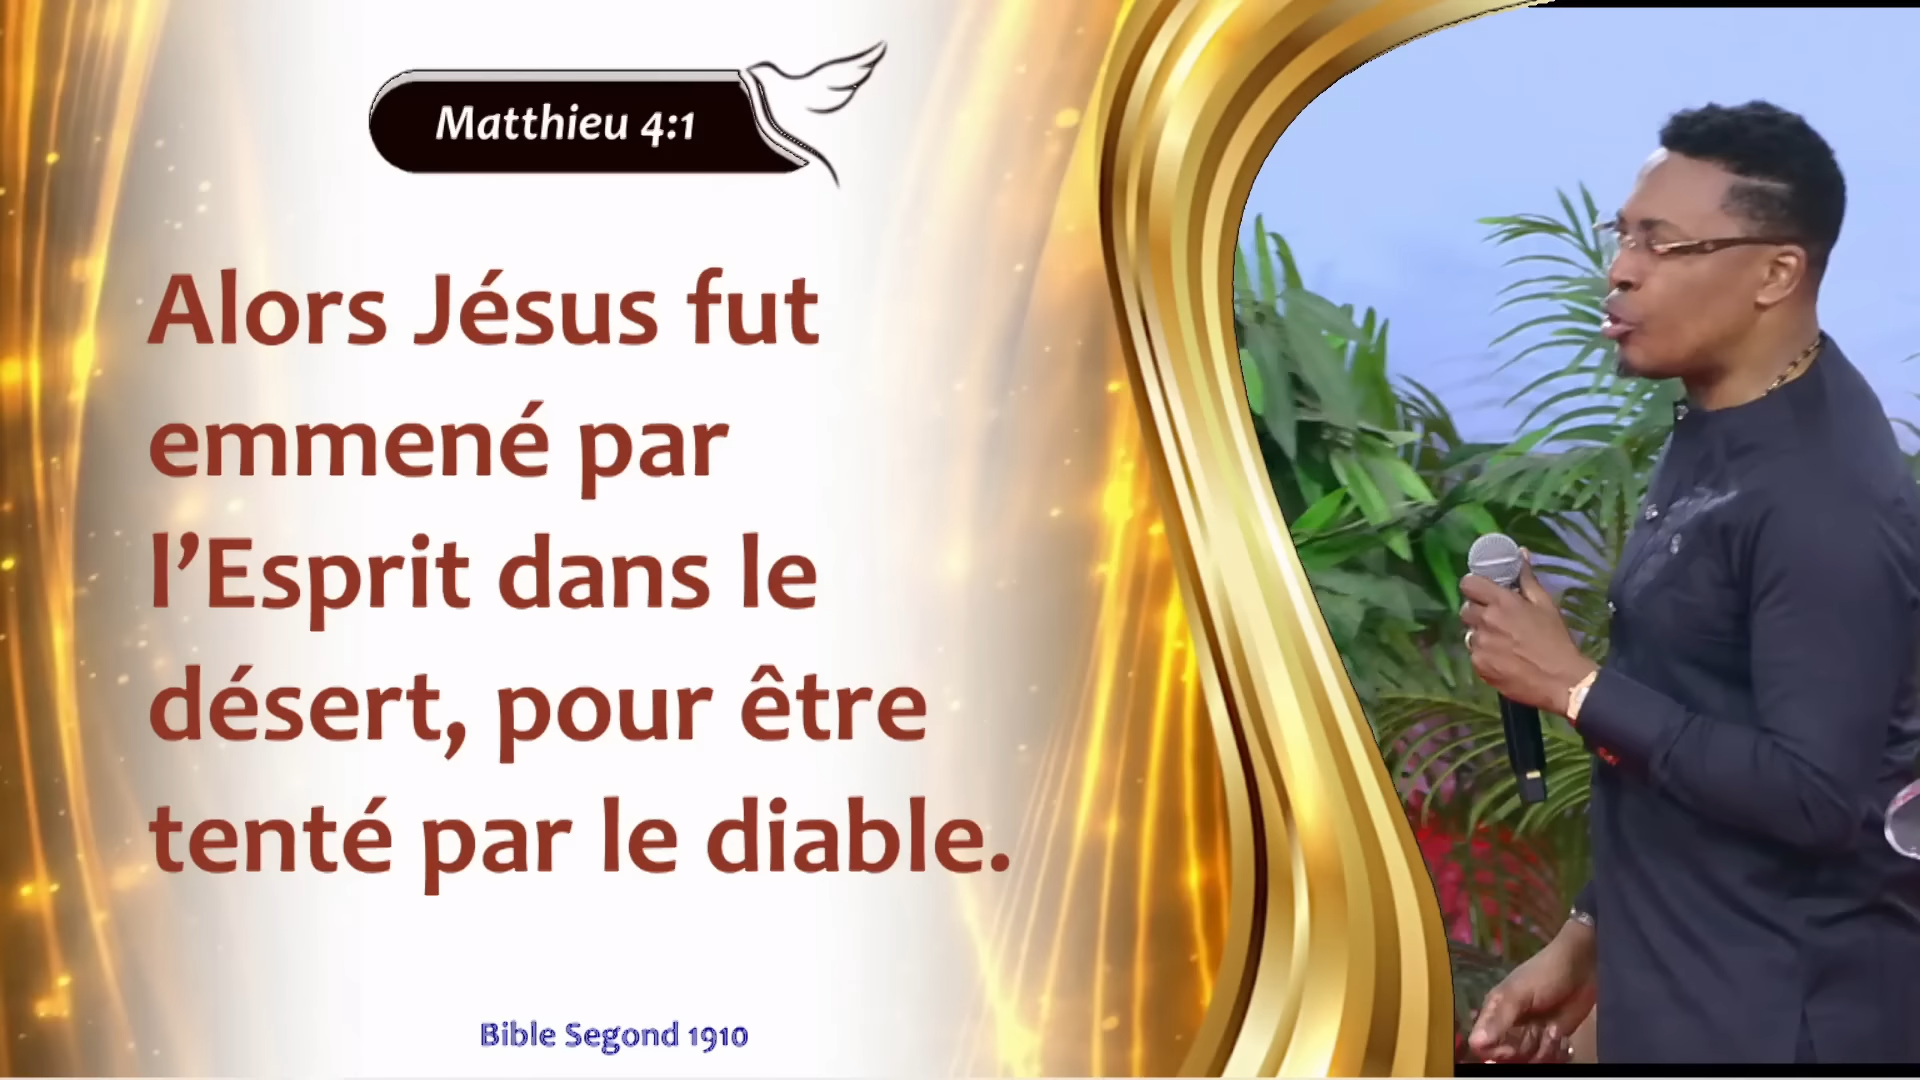 Matthieu 4:1
Alors Jésus fut
emmené par
l’Esprit dans le
désert, pour être
tenté par le diable.
Bible Segond 1910